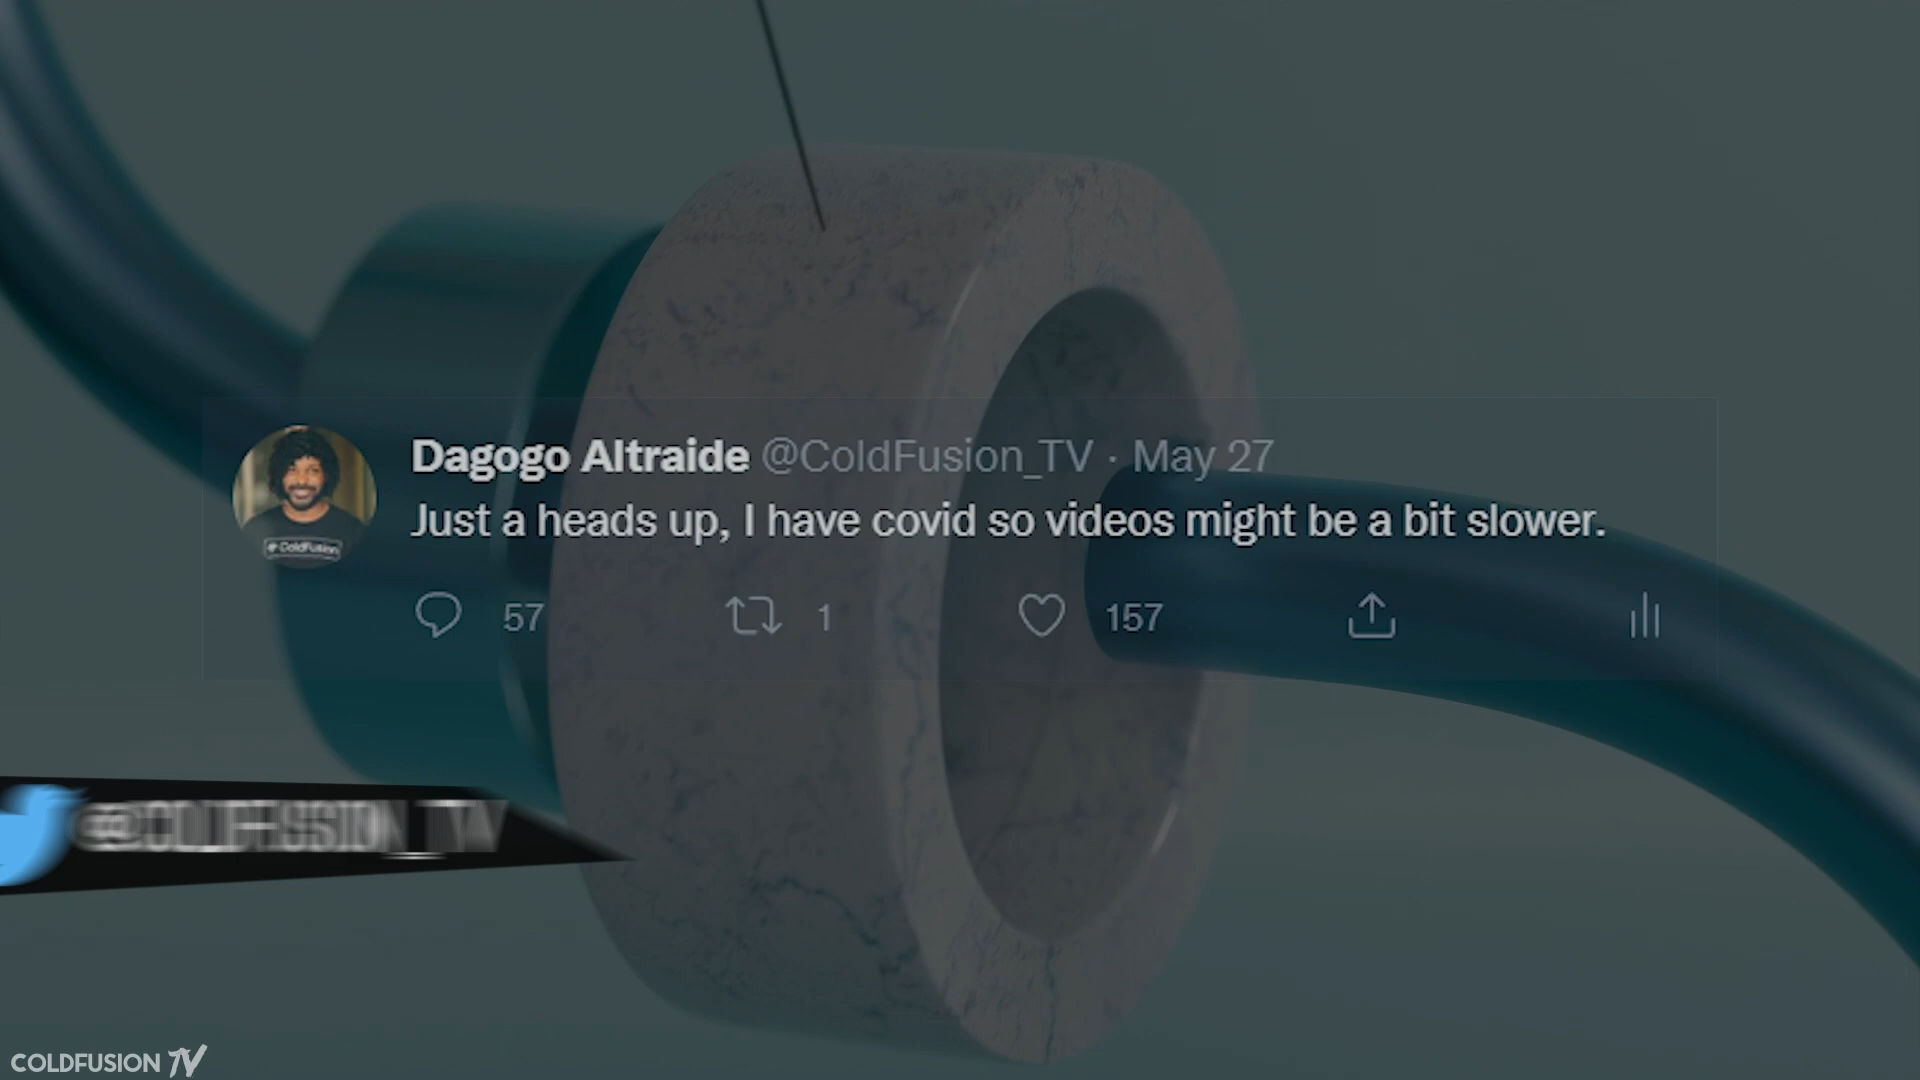 Dagogo Altraide @ColdFusion_TV · May 27
Just a heads up, I have covid so videos might be a bit slower.
57 1 157
@COLDFUSION_TV
COLDFUSION TV